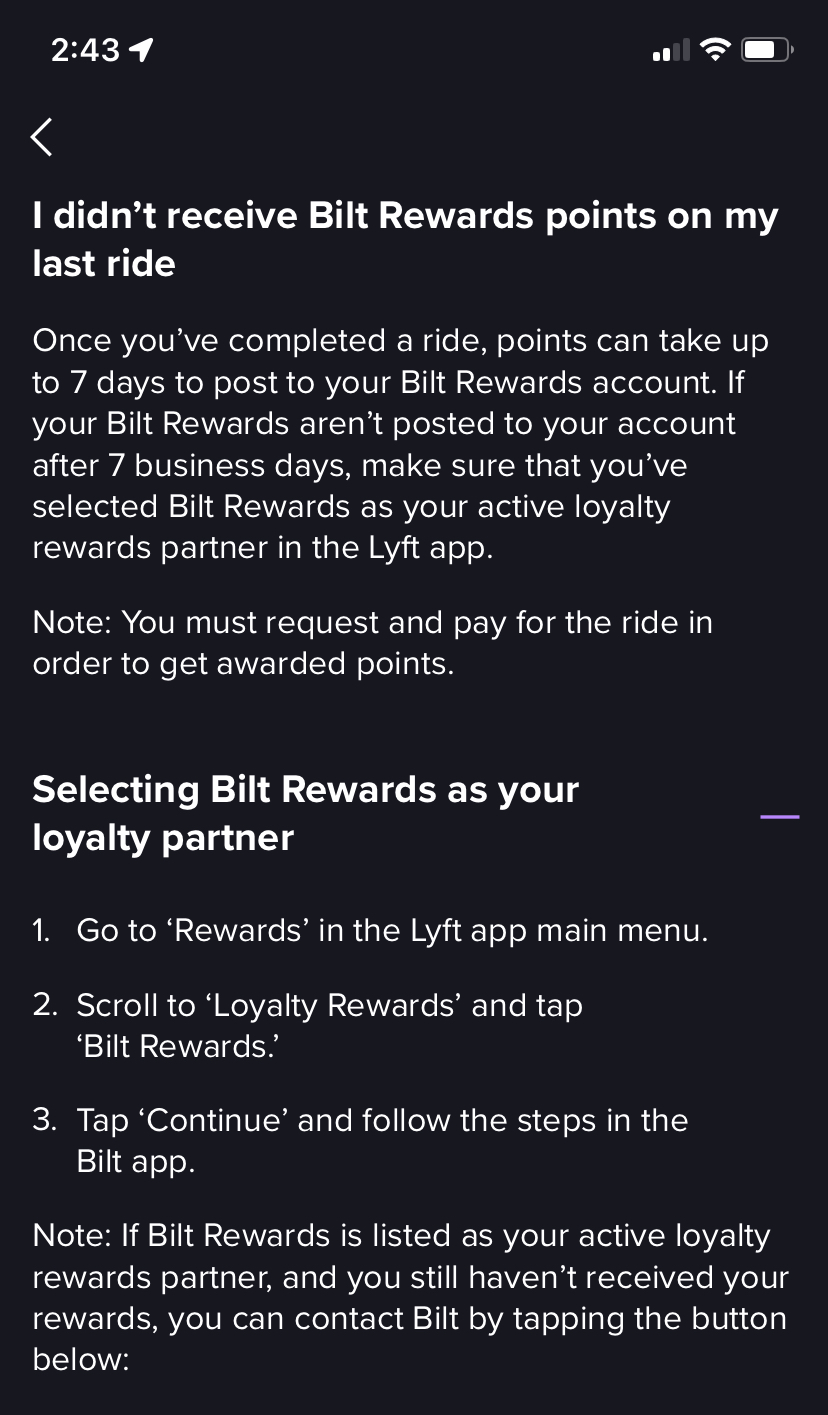 2:43
I didn’t receive Bilt Rewards points on my
last ride
Once you’ve completed a ride, points can take up
to 7 days to post to your Bilt Rewards account. If
your Bilt Rewards aren’t posted to your account
after 7 business days, make sure that you’ve
selected Bilt Rewards as your active loyalty
rewards partner in the Lyft app.
Note: You must request and pay for the ride in
order to get awarded points.
Selecting Bilt Rewards as your
loyalty partner
1. Go to ‘Rewards’ in the Lyft app main menu.
2. Scroll to ‘Loyalty Rewards’ and tap
‘Bilt Rewards.’
3. Tap ‘Continue’ and follow the steps in the
Bilt app.
Note: If Bilt Rewards is listed as your active loyalty
rewards partner, and you still haven’t received your
rewards, you can contact Bilt by tapping the button
below: